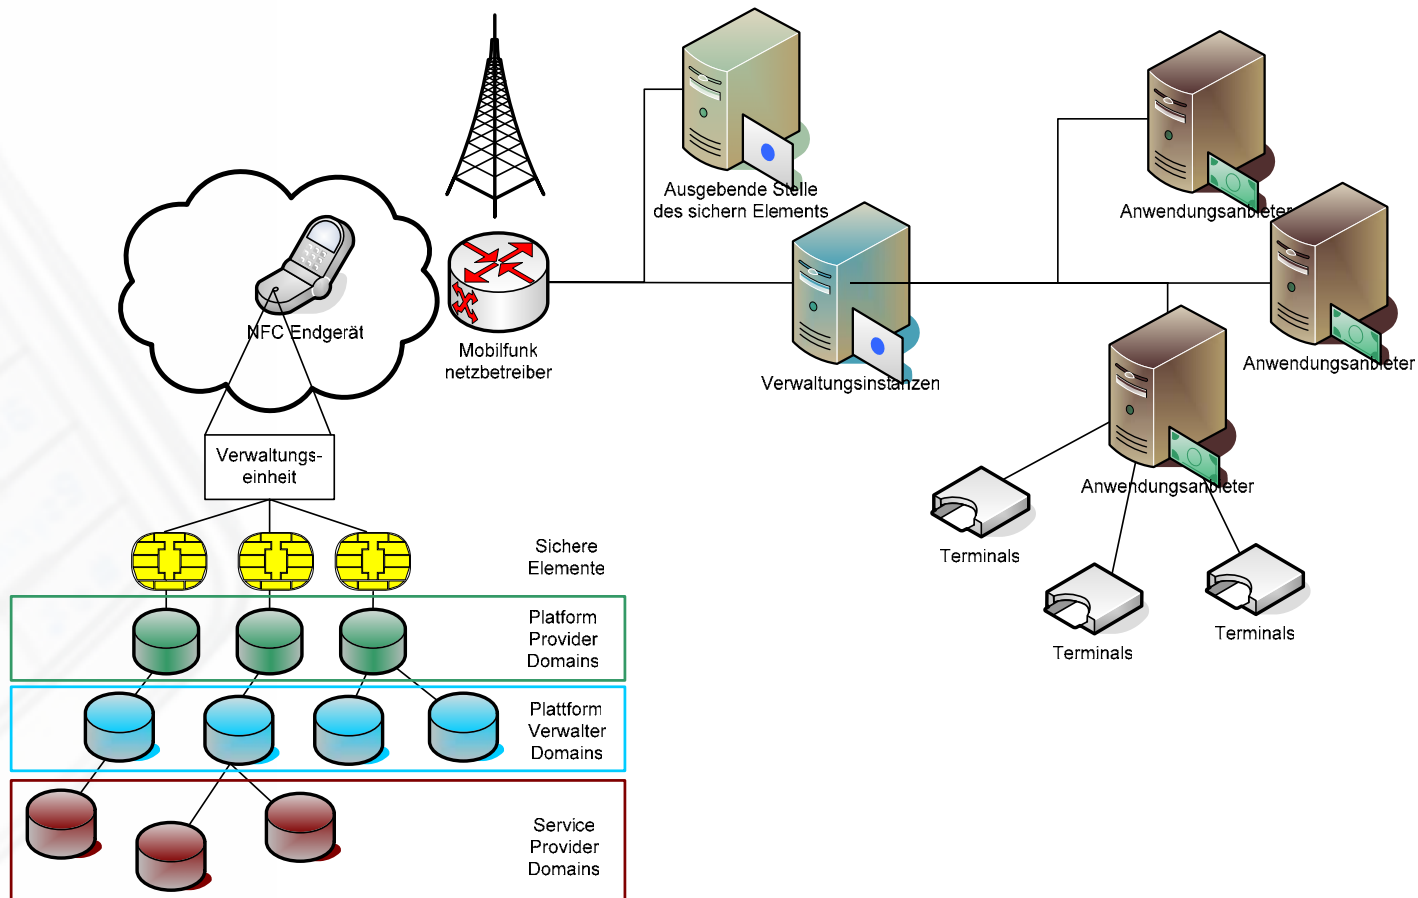 Ausgebende Stelle
des sichern Elements
Anwendungsanbieter
NFC Endgerät
Mobilfunk
netzbetreiber
Verwaltungsinstanzen
Anwendungsanbieter
Verwaltungs-
einheit
Anwendungsanbieter
Sichere
Elemente
Terminals
Terminals
Terminals
Platform
Provider
Domains
Plattform
Verwalter
Domains
Service
Provider
Domains